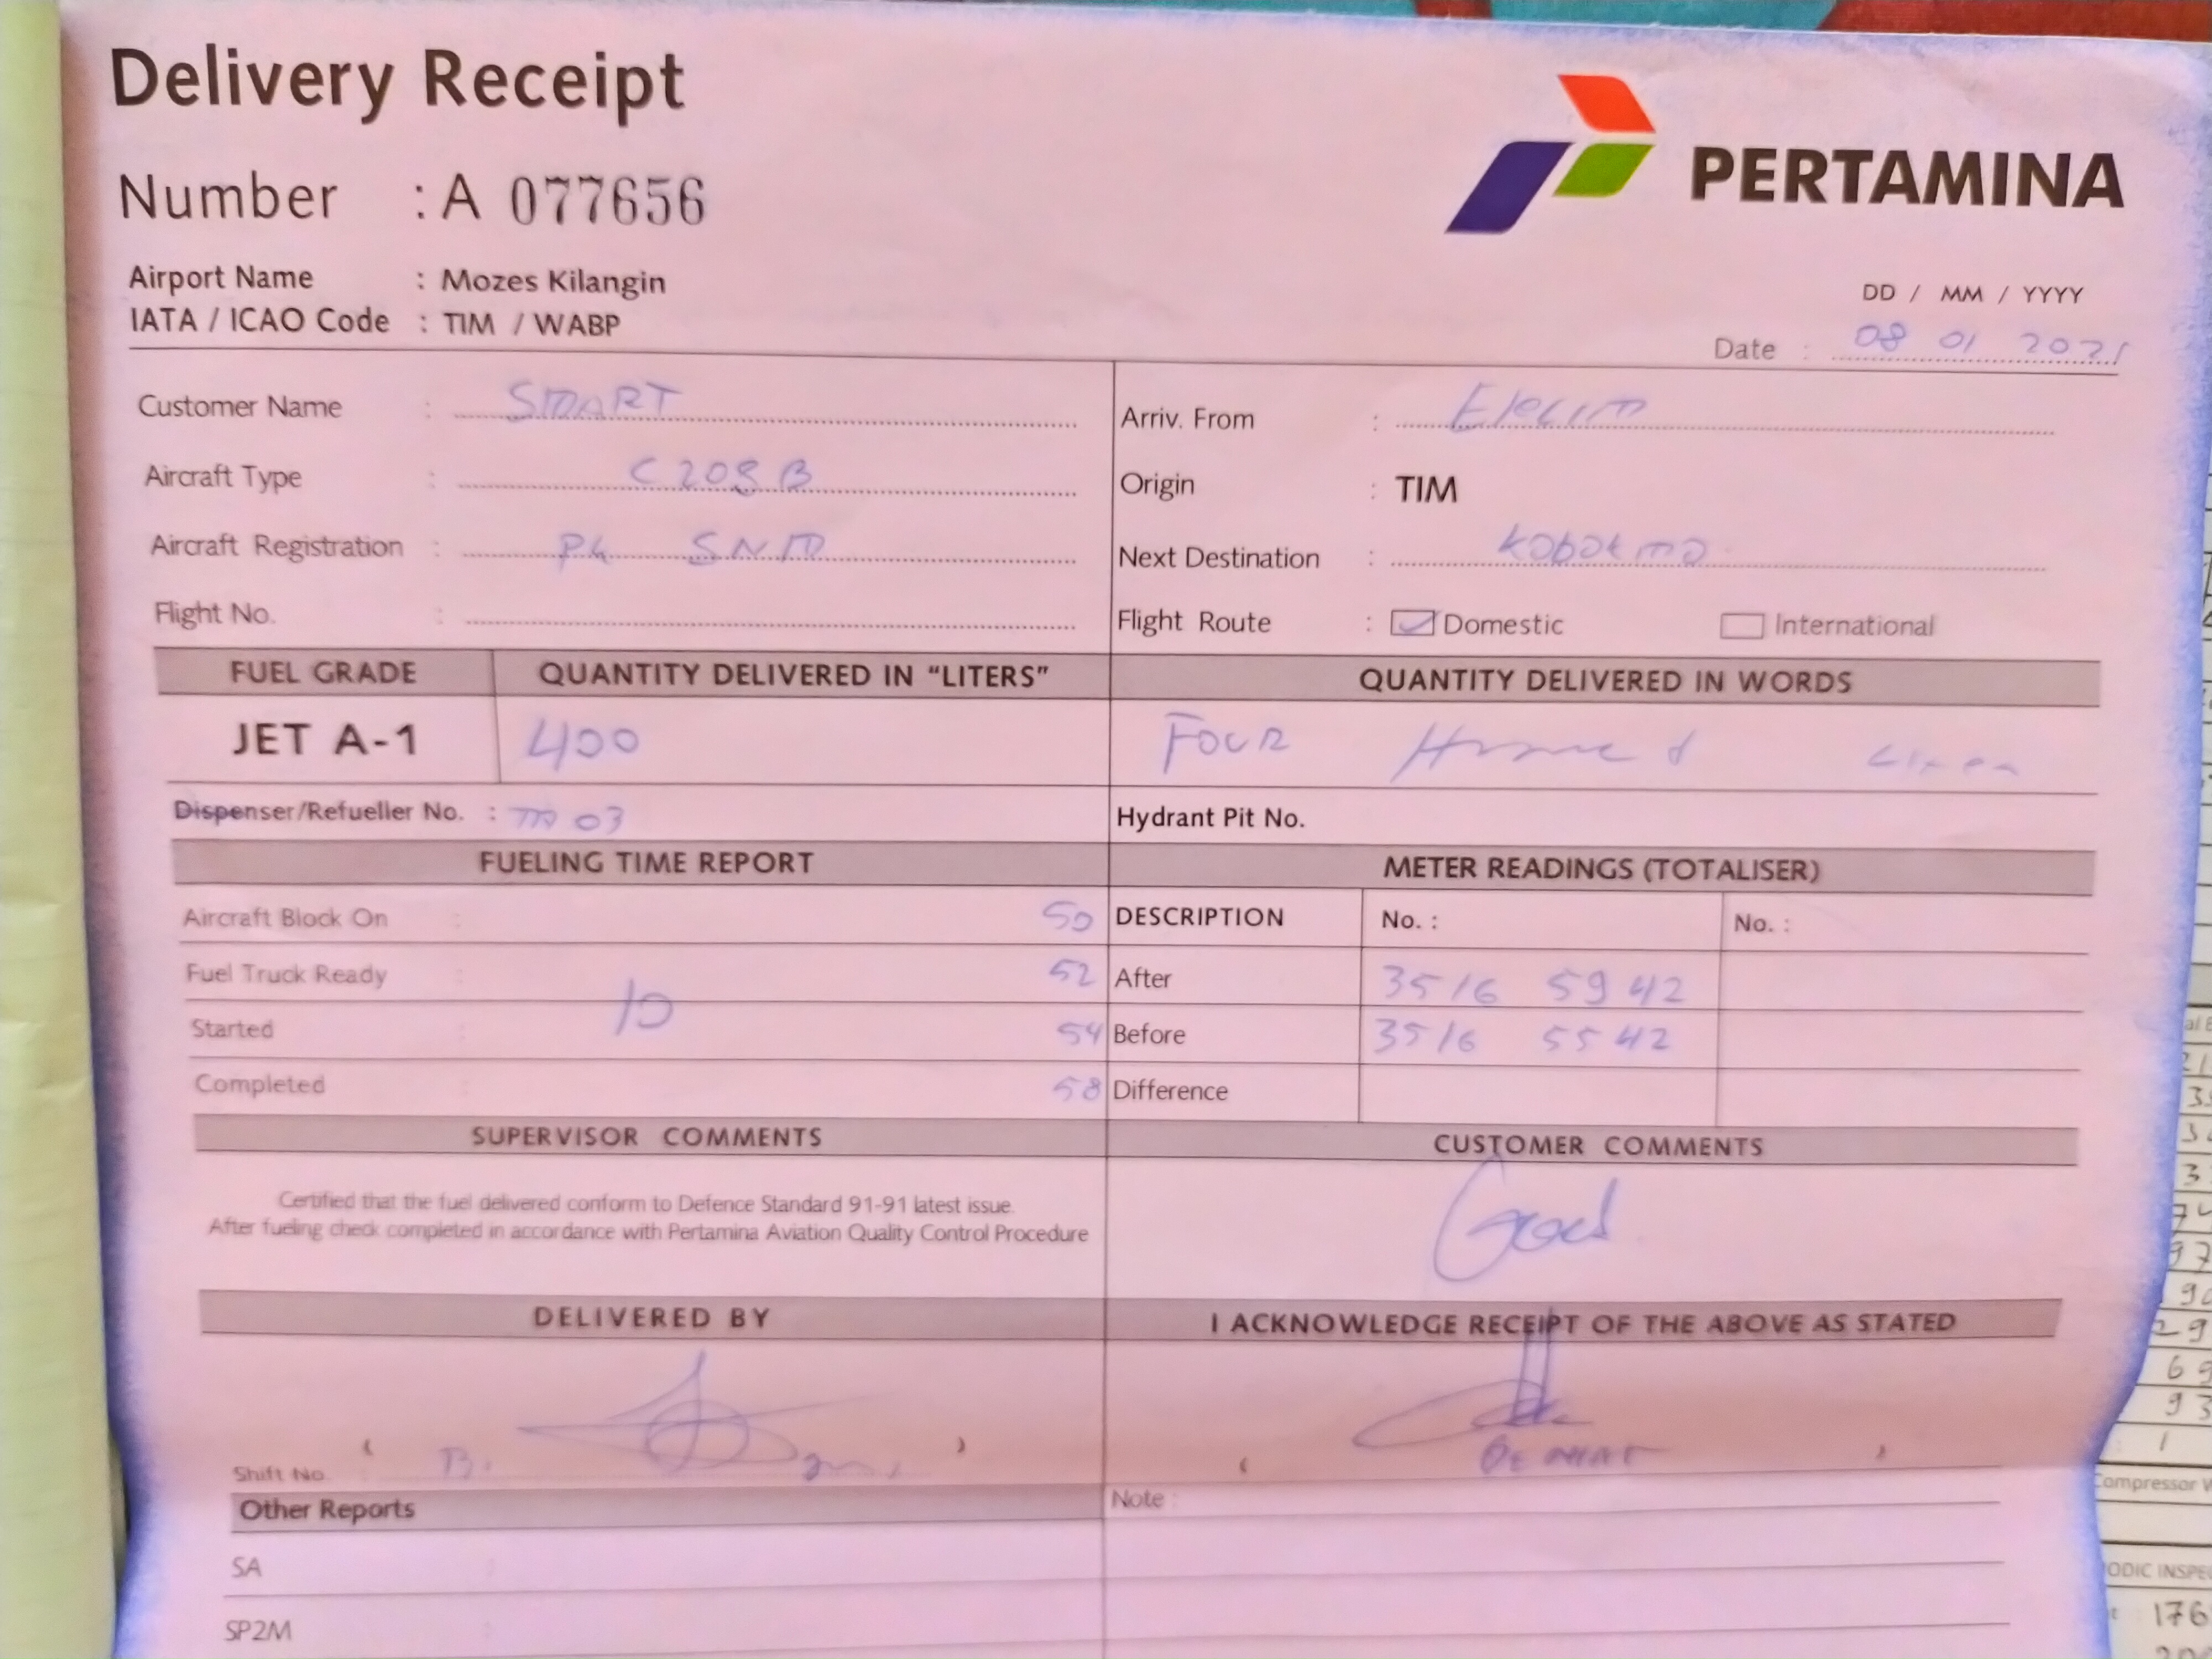 Delivery Receipt
PERTAMINA
Number : A 077656
Airport Name : Mozes Kilangin
IATA / ICAO Code : TIM / WABP
DD / MM / YYYY
Date : 08 01 2021
Customer Name : SMART
Arriv. From :
Aircraft Type : C208B
Origin : TIM
Aircraft Registration : PK SNM
Next Destination : Kobakma
Flight No. :
Flight Route : Domestic International
FUEL GRADE QUANTITY DELIVERED IN "LITERS" QUANTITY DELIVERED IN WORDS
JET A-1 400 FOUR
Dispenser/Refueller No. : 03 Hydrant Pit No.
FUELING TIME REPORT METER READINGS (TOTALISER)
Aircraft Block On : 50 DESCRIPTION No. : No. :
Fuel Truck Ready : 52 After 3516 5942
10
Started : 54 Before 3516 5542
Completed : 58 Difference
SUPERVISOR COMMENTS CUSTOMER COMMENTS
Certified that the fuel delivered conform to Defence Standard 91-91 latest issue.
After fueling check completed in accordance with Pertamina Aviation Quality Control Procedure
Good
DELIVERED BY I ACKNOWLEDGE RECEIPT OF THE ABOVE AS STATED
Shift No : B.
Other Reports Note :
SA :
SP2M :
ODIC INSPE
176